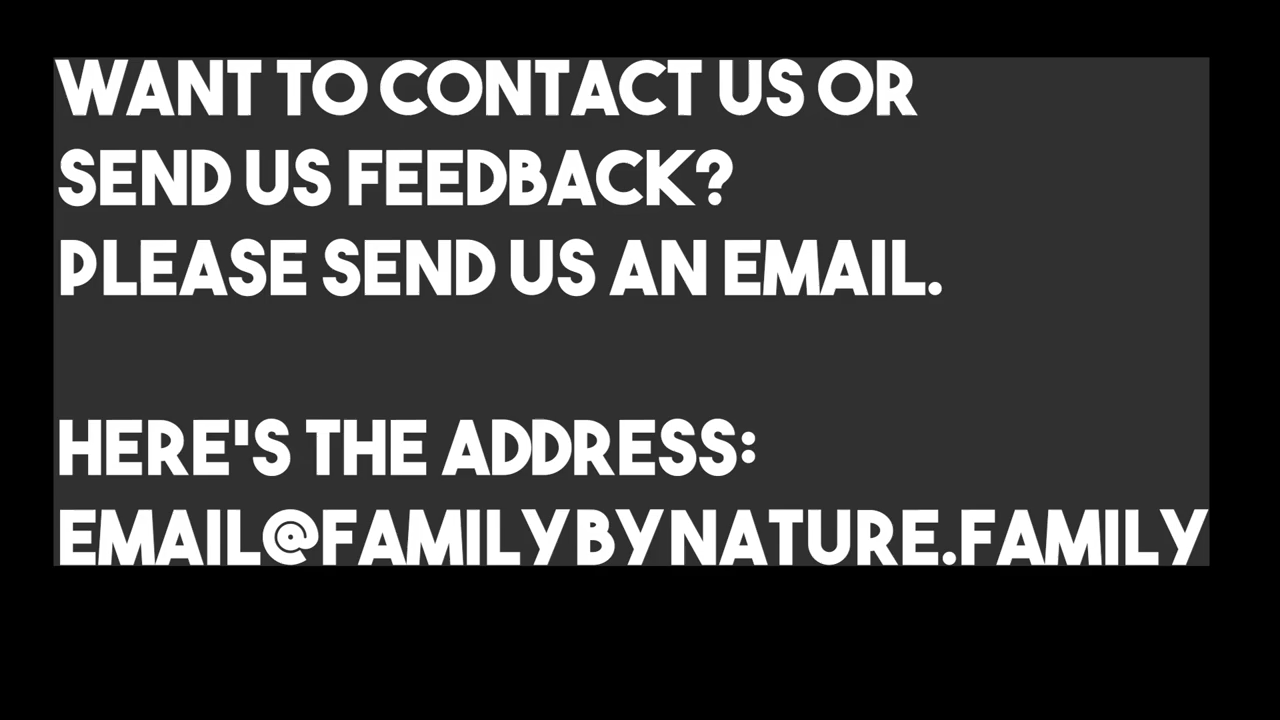 WANT TO CONTACT US OR
SEND US FEEDBACK?
PLEASE SEND US AN EMAIL.
HERE'S THE ADDRESS:
EMAIL@FAMILYBYNATURE.FAMILY